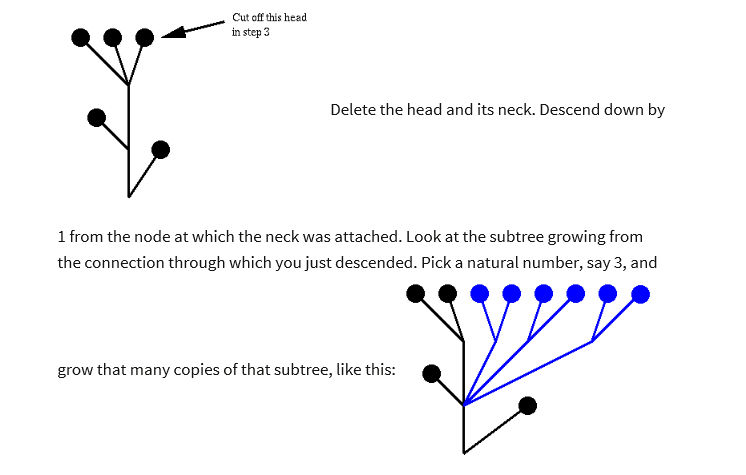 Cut off this head
in step 3
Delete the head and its neck. Descend down by
1 from the node at which the neck was attached. Look at the subtree growing from
the connection through which you just descended. Pick a natural number, say 3, and
grow that many copies of that subtree, like this: